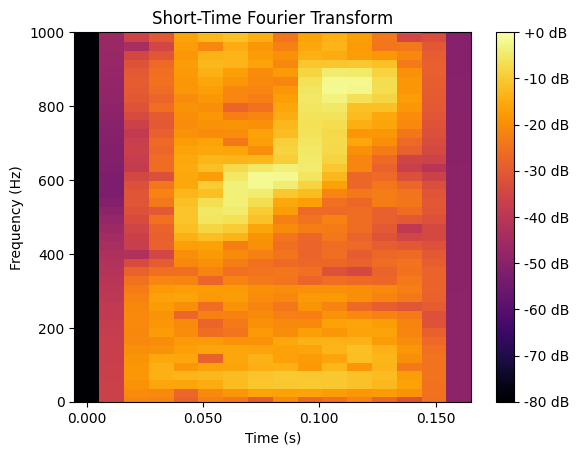 Short-Time Fourier Transform
Frequency (Hz)
1000
800
600
400
200
0
0.000 0.050 0.100 0.150
Time (s)
+0 dB
-10 dB
-20 dB
-30 dB
-40 dB
-50 dB
-60 dB
-70 dB
-80 dB